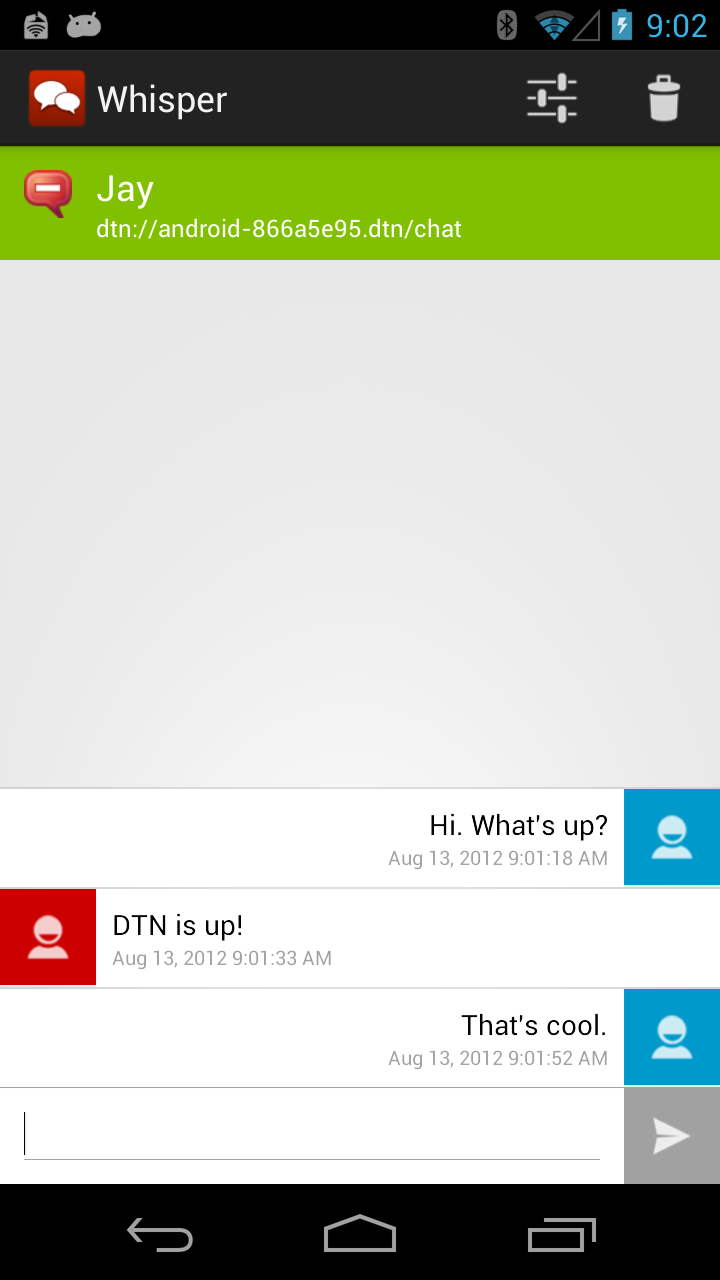 9:02
Whisper
Jay
dtn://android-866a5e95.dtn/chat
Hi. What's up?
Aug 13, 2012 9:01:18 AM
DTN is up!
Aug 13, 2012 9:01:33 AM
That's cool.
Aug 13, 2012 9:01:52 AM